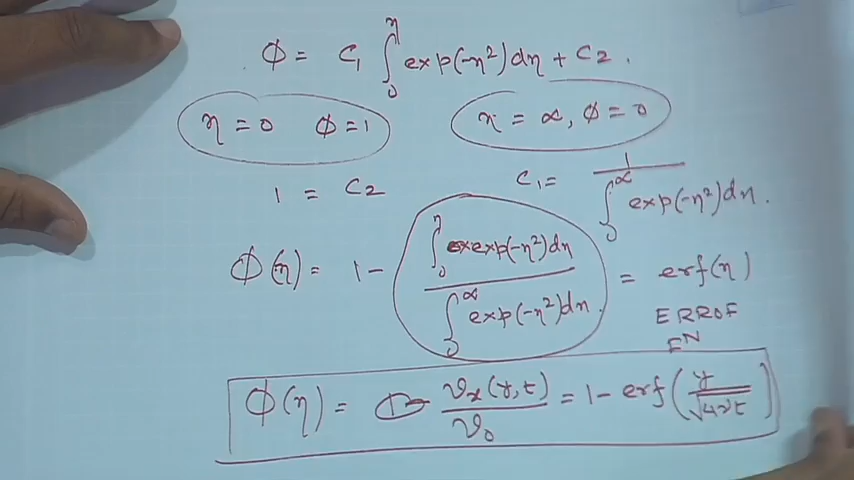 ϕ = C₁ ∫₀^η exp(-η²)dη + C₂.
η = 0 ϕ = 1
η = ∞, ϕ = 0
1 = C₂
C₁ = 1 / ∫₀^∞ exp(-η²)dη.
ϕ(η) = 1 - ∫₀^η exexp(-η²)dη / ∫₀^∞ exp(-η²)dη. = erf(η)
ERROF
FN
ϕ(η) = vₓ(y,t) / v₀ = 1 - erf(y / √4νt)